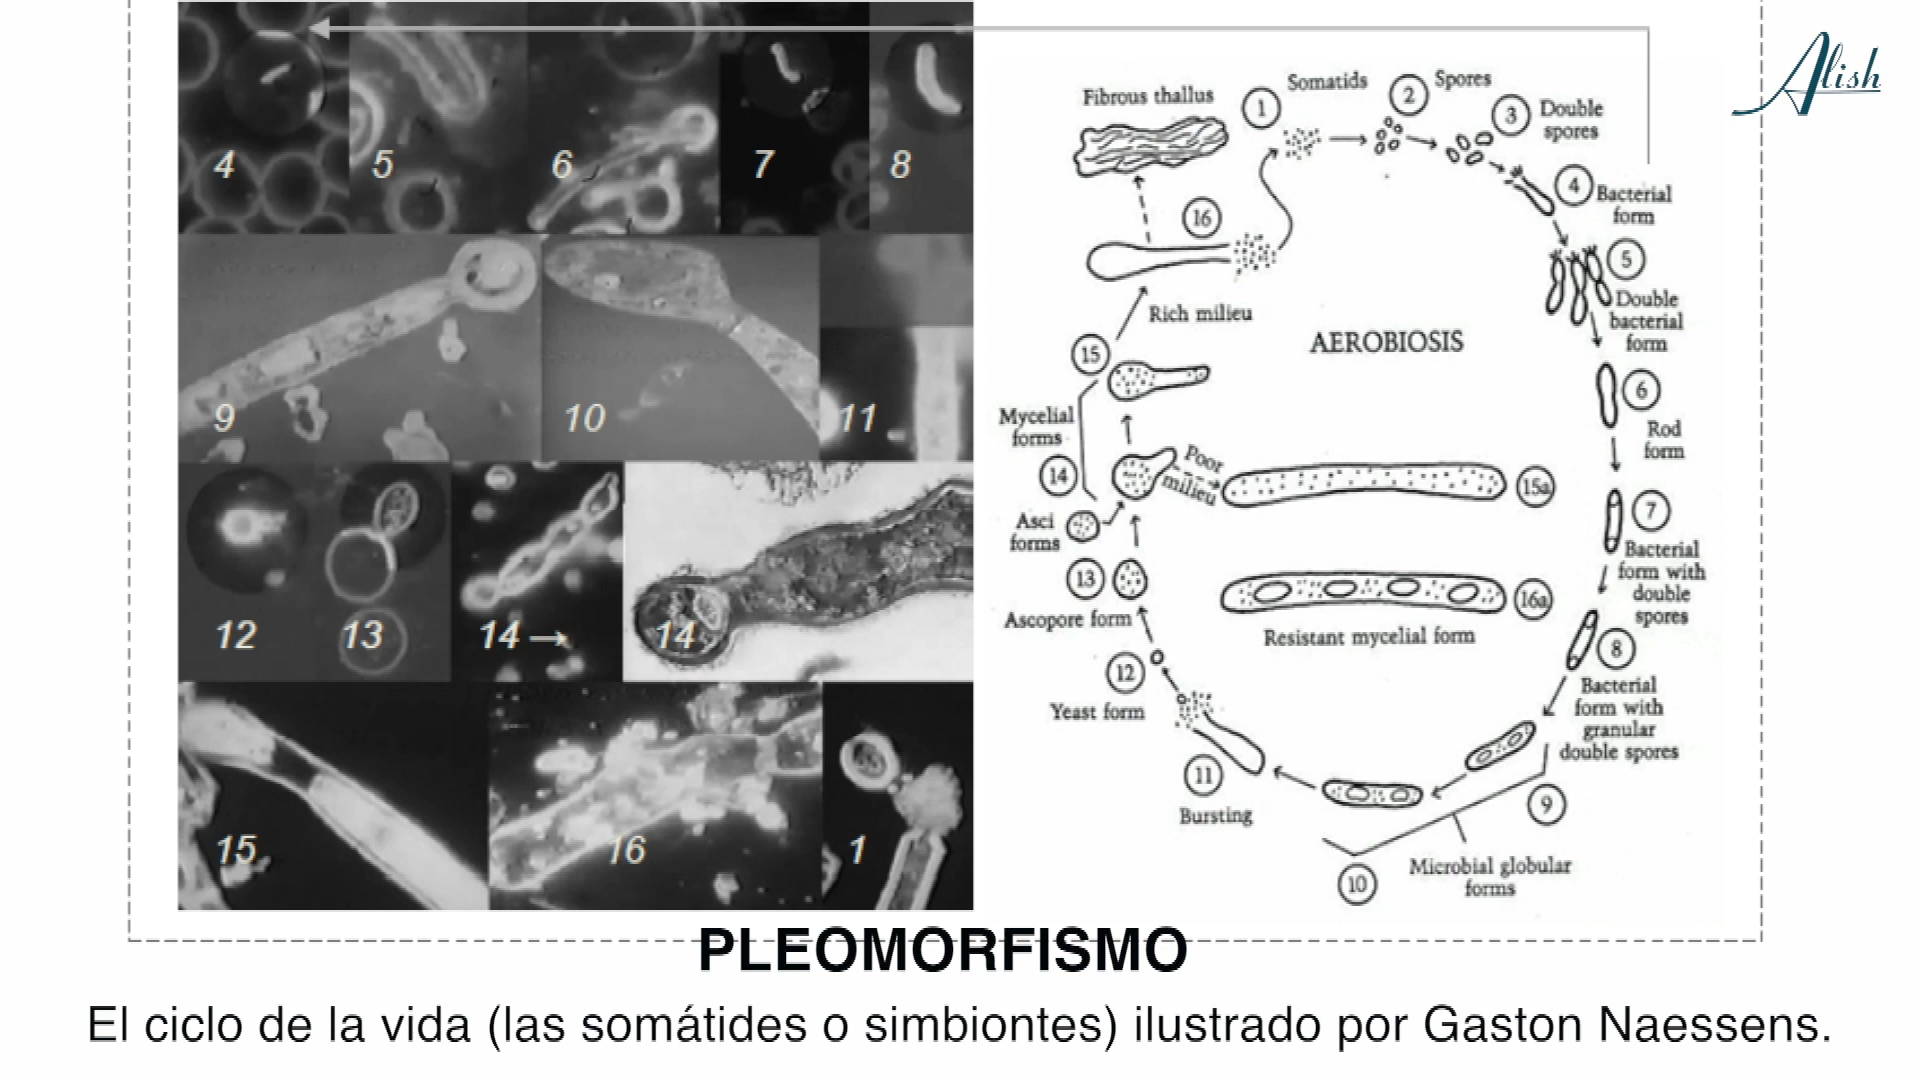 Alish
4
5
6
7
8
9
10
11
12
13
14 →
14
15
16
1
Fibrous thallus
1
Somatids
2
Spores
3
Double
spores
4
Bacterial
form
5
Double
bacterial
form
6
Rod
form
7
Bacterial
form with
double
spores
8
Bacterial
form with
granular
double spores
9
Microbial globular
forms
10
11
Bursting
12
Yeast form
13
Ascopore form
Asci
forms
14
Mycelial
forms
15
Rich milieu
16
Poor
milieu
15a
16a
Resistant mycelial form
AEROBIOSIS
PLEOMORFISMO
El ciclo de la vida (las somátides o simbiontes) ilustrado por Gaston Naessens.